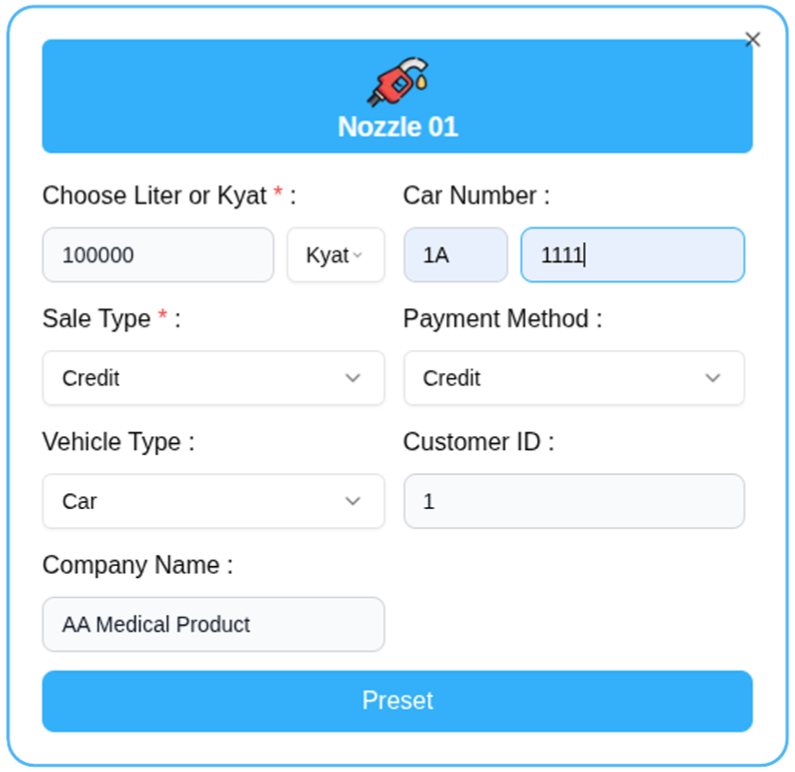 Nozzle 01
Choose Liter or Kyat * : Car Number :
100000 Kyat 1A 1111
Sale Type * : Payment Method :
Credit Credit
Vehicle Type : Customer ID :
Car 1
Company Name :
AA Medical Product
Preset